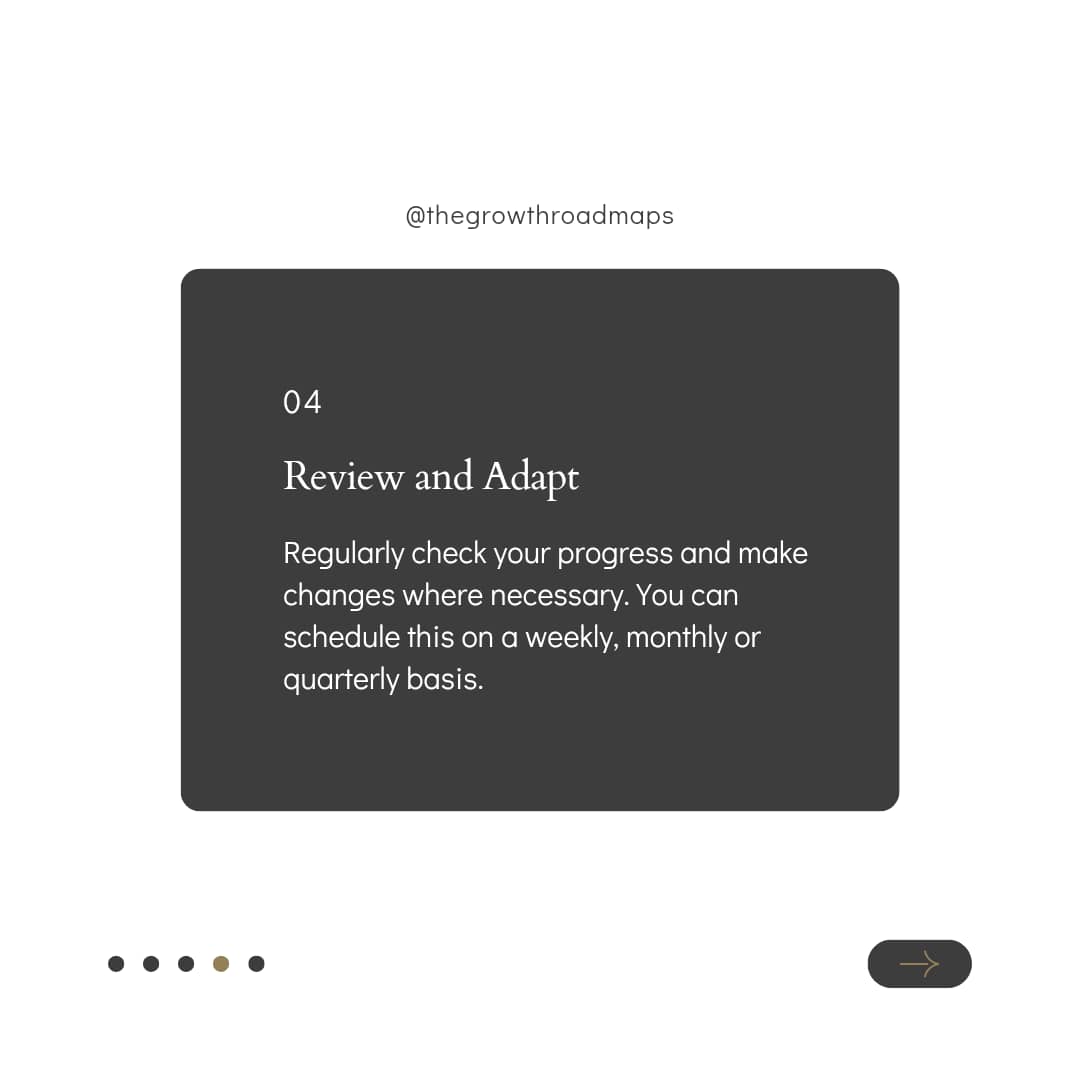 @thegrowthroadmaps
04
Review and Adapt
Regularly check your progress and make
changes where necessary. You can
schedule this on a weekly, monthly or
quarterly basis.